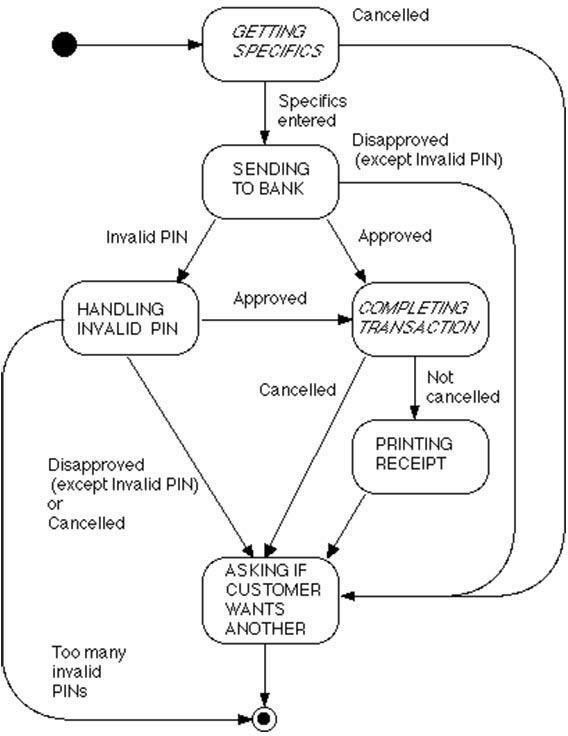 Cancelled
GETTING
SPECIFICS
Specifics
entered
Disapproved
(except Invalid PIN)
SENDING
TO BANK
Invalid PIN
Approved
HANDLING
INVALID PIN
Approved
COMPLETING
TRANSACTION
Cancelled
Not
cancelled
PRINTING
RECEIPT
Disapproved
(except Invalid PIN)
or
Cancelled
ASKING IF
CUSTOMER
WANTS
ANOTHER
Too many
invalid
PINs